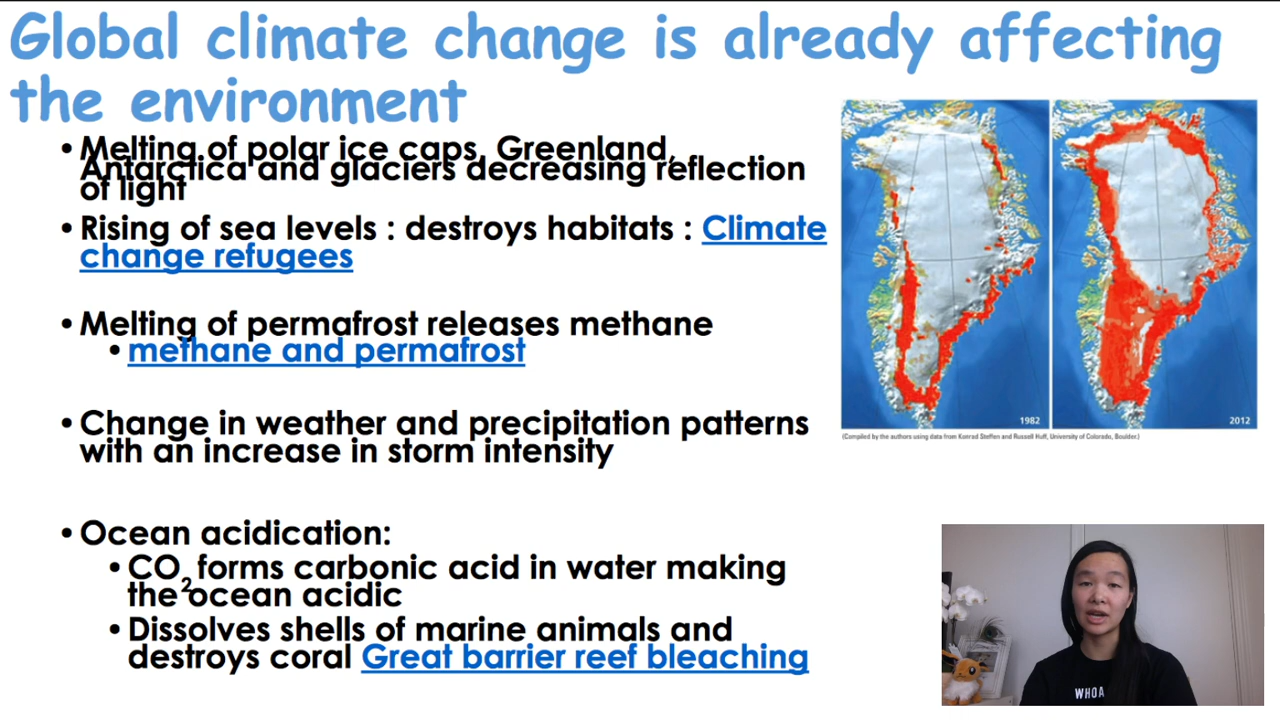 Global climate change is already affecting
the environment
• Melting of polar ice caps, Greenland,
Antarctica and glaciers decreasing reflection
of light
• Rising of sea levels : destroys habitats : Climate
change refugees
• Melting of permafrost releases methane
• methane and permafrost
• Change in weather and precipitation patterns
with an increase in storm intensity
• Ocean acidication:
• CO2 forms carbonic acid in water making
the ocean acidic
• Dissolves shells of marine animals and
destroys coral Great barrier reef bleaching
1982
2012
(Compiled by the authors using data from Konrad Steffen and Russell Huff, University of Colorado, Boulder.)
WHOA